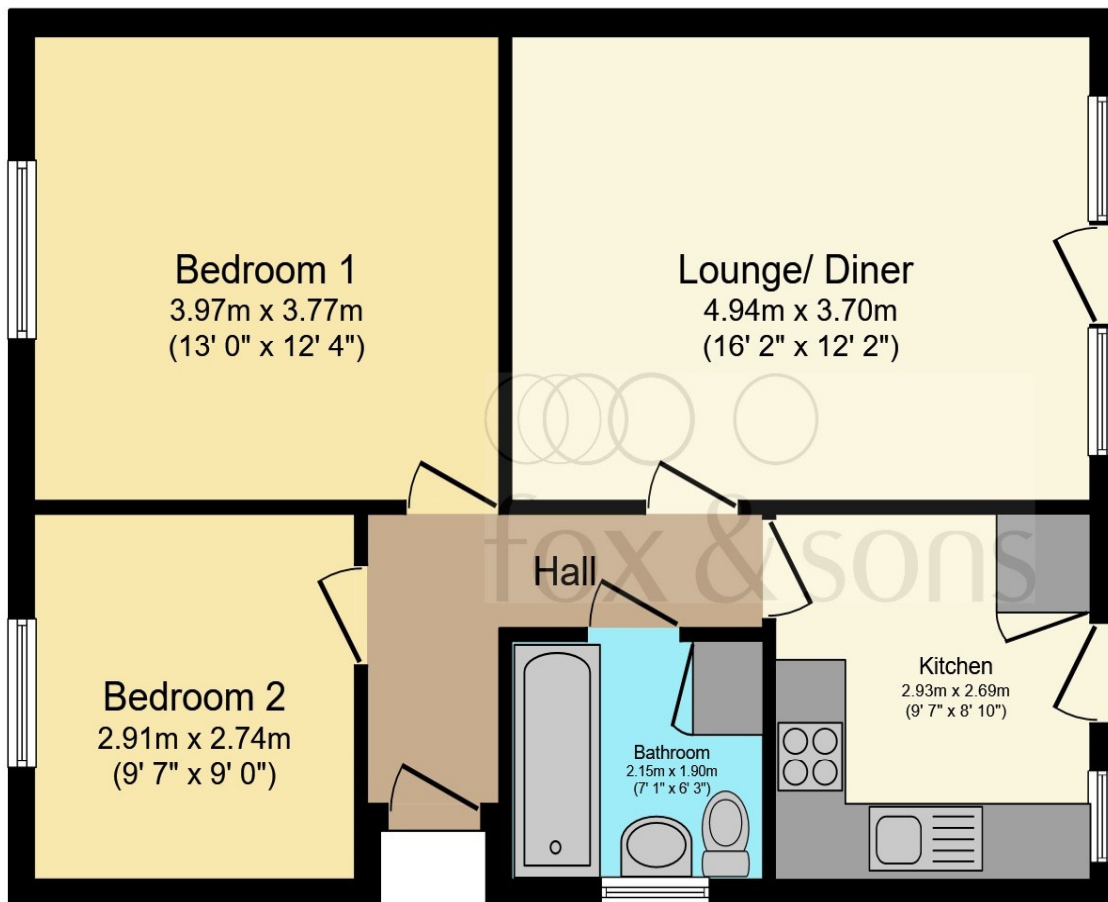 Bedroom 1
3.97m x 3.77m
(13' 0" x 12' 4")
Lounge/ Diner
4.94m x 3.70m
(16' 2" x 12' 2")
fox & sons
Hall
Bedroom 2
2.91m x 2.74m
(9' 7" x 9' 0")
Bathroom
2.15m x 1.90m
(7' 1" x 6' 3")
Kitchen
2.93m x 2.69m
(9' 7" x 8' 10")